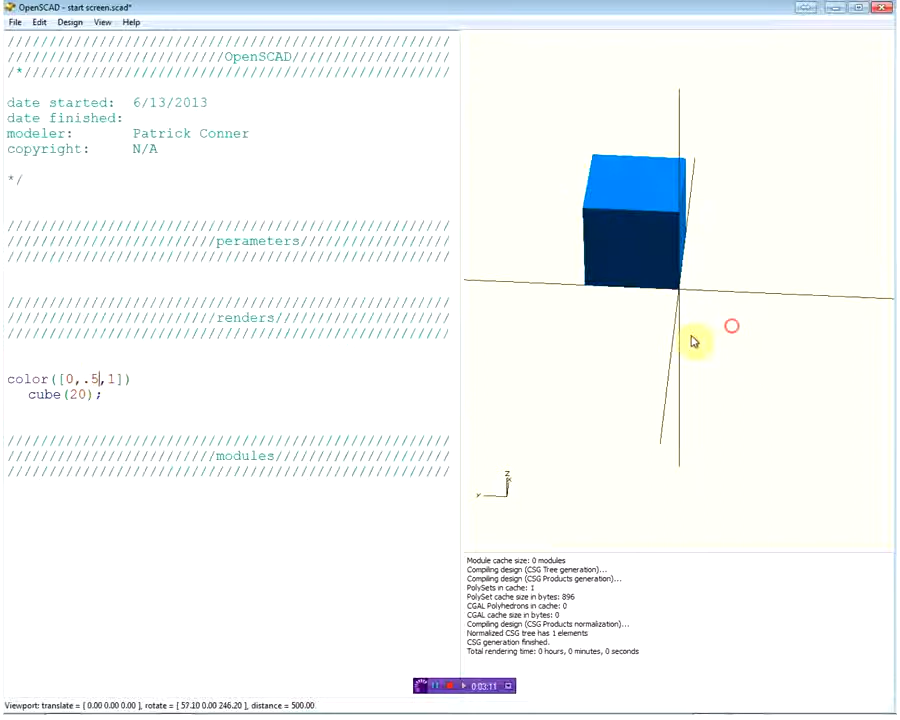 OpenSCAD - start screen.scad*
File Edit Design View Help
//////////////////////////////////////////
/////////////////////////OpenSCAD//////////////////
/*////////////////////////////////////////
date started: 6/13/2013
date finished:
modeler: Patrick Conner
copyright: N/A
*/
//////////////////////////////////////////
////////////////////////perameters/////////////////
//////////////////////////////////////////
//////////////////////////////////////////
////////////////////////renders////////////////////
//////////////////////////////////////////
color([0,.5,1])
cube(20);
//////////////////////////////////////////
////////////////////////modules////////////////////
//////////////////////////////////////////
Z
Y
Module cache size: 0 modules
Compiling design (CSG Tree generation)...
Compiling design (CSG Products generation)...
PolySets in cache: 1
PolySet cache size in bytes: 896
CGAL Polyhedrons in cache: 0
CGAL cache size in bytes: 0
Compiling design (CSG Products normalization)...
Normalized CSG tree has 1 elements
CSG generation finished.
Total rendering time: 0 hours, 0 minutes, 0 seconds
0:03:11
Viewport: translate = [ 0.00 0.00 0.00 ], rotate = [ 57.10 0.00 246.20 ], distance = 500.00